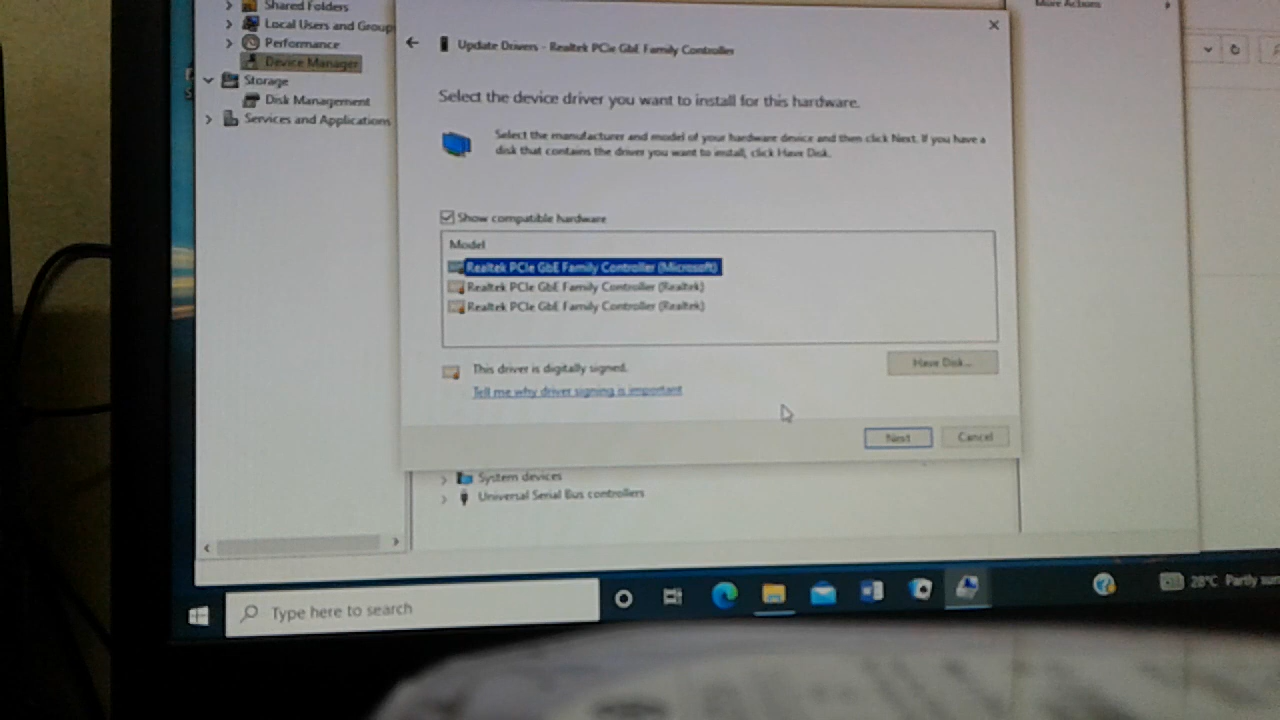 Shared Folders
Local Users and Group
Performance
Device Manager
Storage
Disk Management
Services and Applications
More Actions
Update Drivers - Realtek PCIe GbE Family Controller
Select the device driver you want to install for this hardware.
Select the manufacturer and model of your hardware device and then click Next. If you have a
disk that contains the driver you want to install, click Have Disk.
Show compatible hardware
Model
Realtek PCIe GbE Family Controller (Microsoft)
Realtek PCIe GbE Family Controller (Realtek)
Realtek PCIe GbE Family Controller (Realtek)
This driver is digitally signed.
Have Disk...
Tell me why driver signing is important
Next
Cancel
System devices
Universal Serial Bus controllers
Type here to search
28°C Partly sun